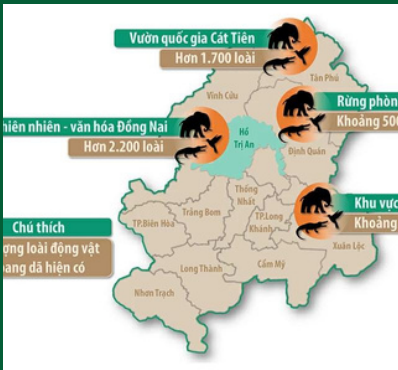 Vườn quốc gia Cát Tiên
Hơn 1.700 loài
Tân Phú
Vĩnh Cửu
Rừng phòn
Khoảng 500
hiên nhiên - văn hóa Đồng Nai
Hơn 2.200 loài
Hồ
Trị An
Định Quán
Thống
Nhất
Khu vực
Khoảng
Trảng Bom
TP.Long
Khánh
TP.Biên Hòa
Xuân Lộc
Chú thích
ợng loài động vật
oang dã hiện có
Long Thành
Cẩm Mỹ
Nhơn Trạch